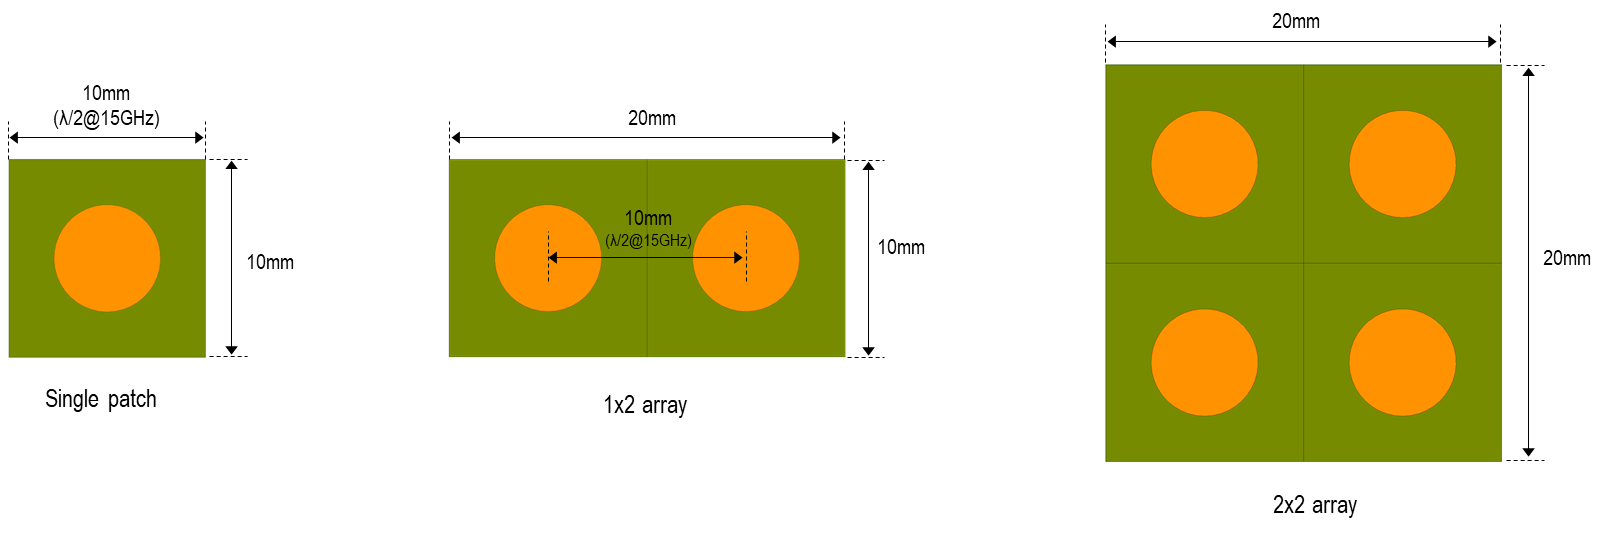 10mm
(λ/2@15GHz)
10mm
Single patch
20mm
10mm
(λ/2@15GHz)
10mm
1x2 array
20mm
20mm
2x2 array